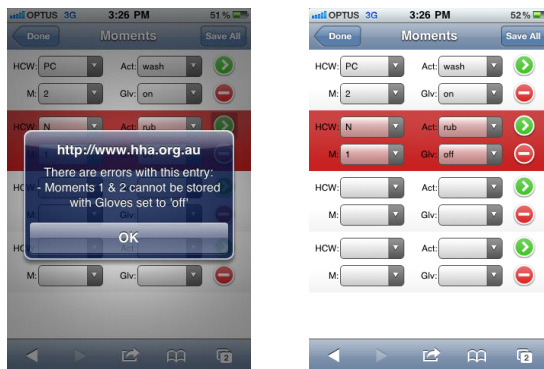 OPTUS 3G 3:26 PM 51%
Done Moments Save All
HCW: PC Act: wash
M: 2 Glv: on
HCW: N Act: rub
http://www.hha.org.au
There are errors with this entry:
- Moments 1 & 2 cannot be stored
with Gloves set to 'off'
OK
HCW: Act:
M: Glv:
2
OPTUS 3G 3:26 PM 52%
Done Moments Save All
HCW: PC Act: wash
M: 2 Glv: on
HCW: N Act: rub
M: 1 Glv: off
HCW: Act:
M: Glv:
HCW: Act:
M: Glv:
2